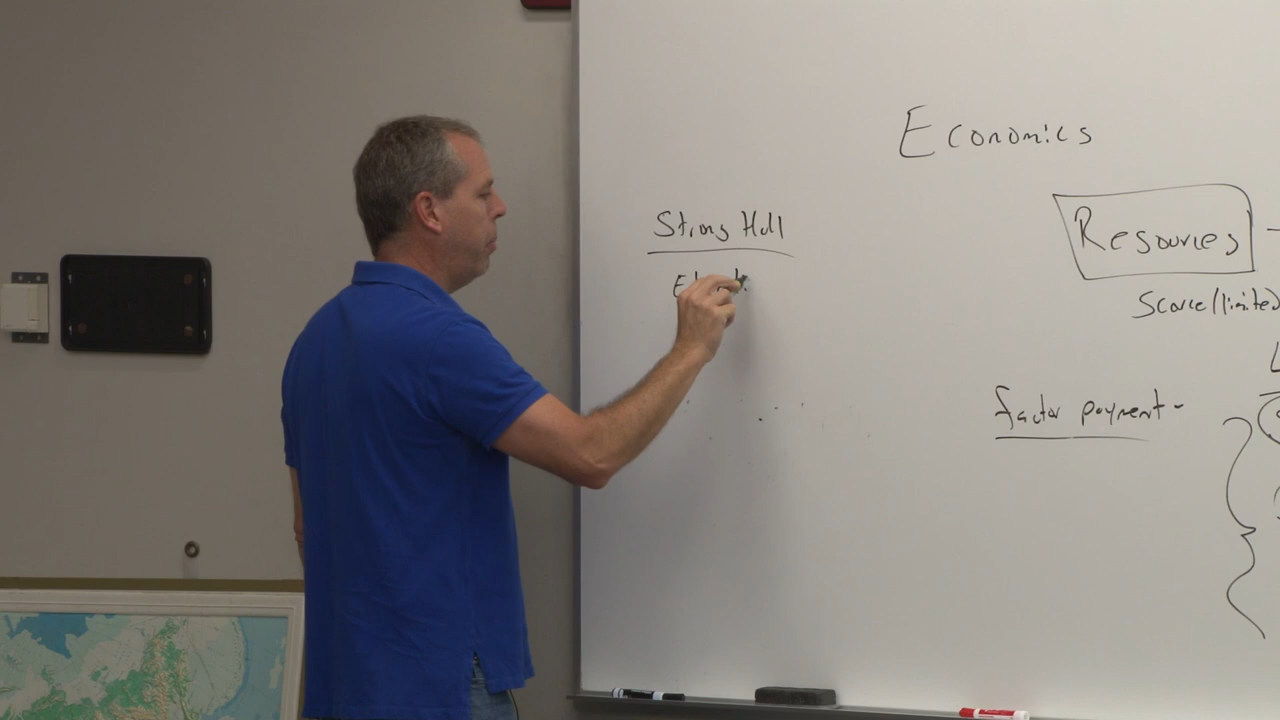 Economics
Strong Hall
Resources
Scarce/limited
factor payment -